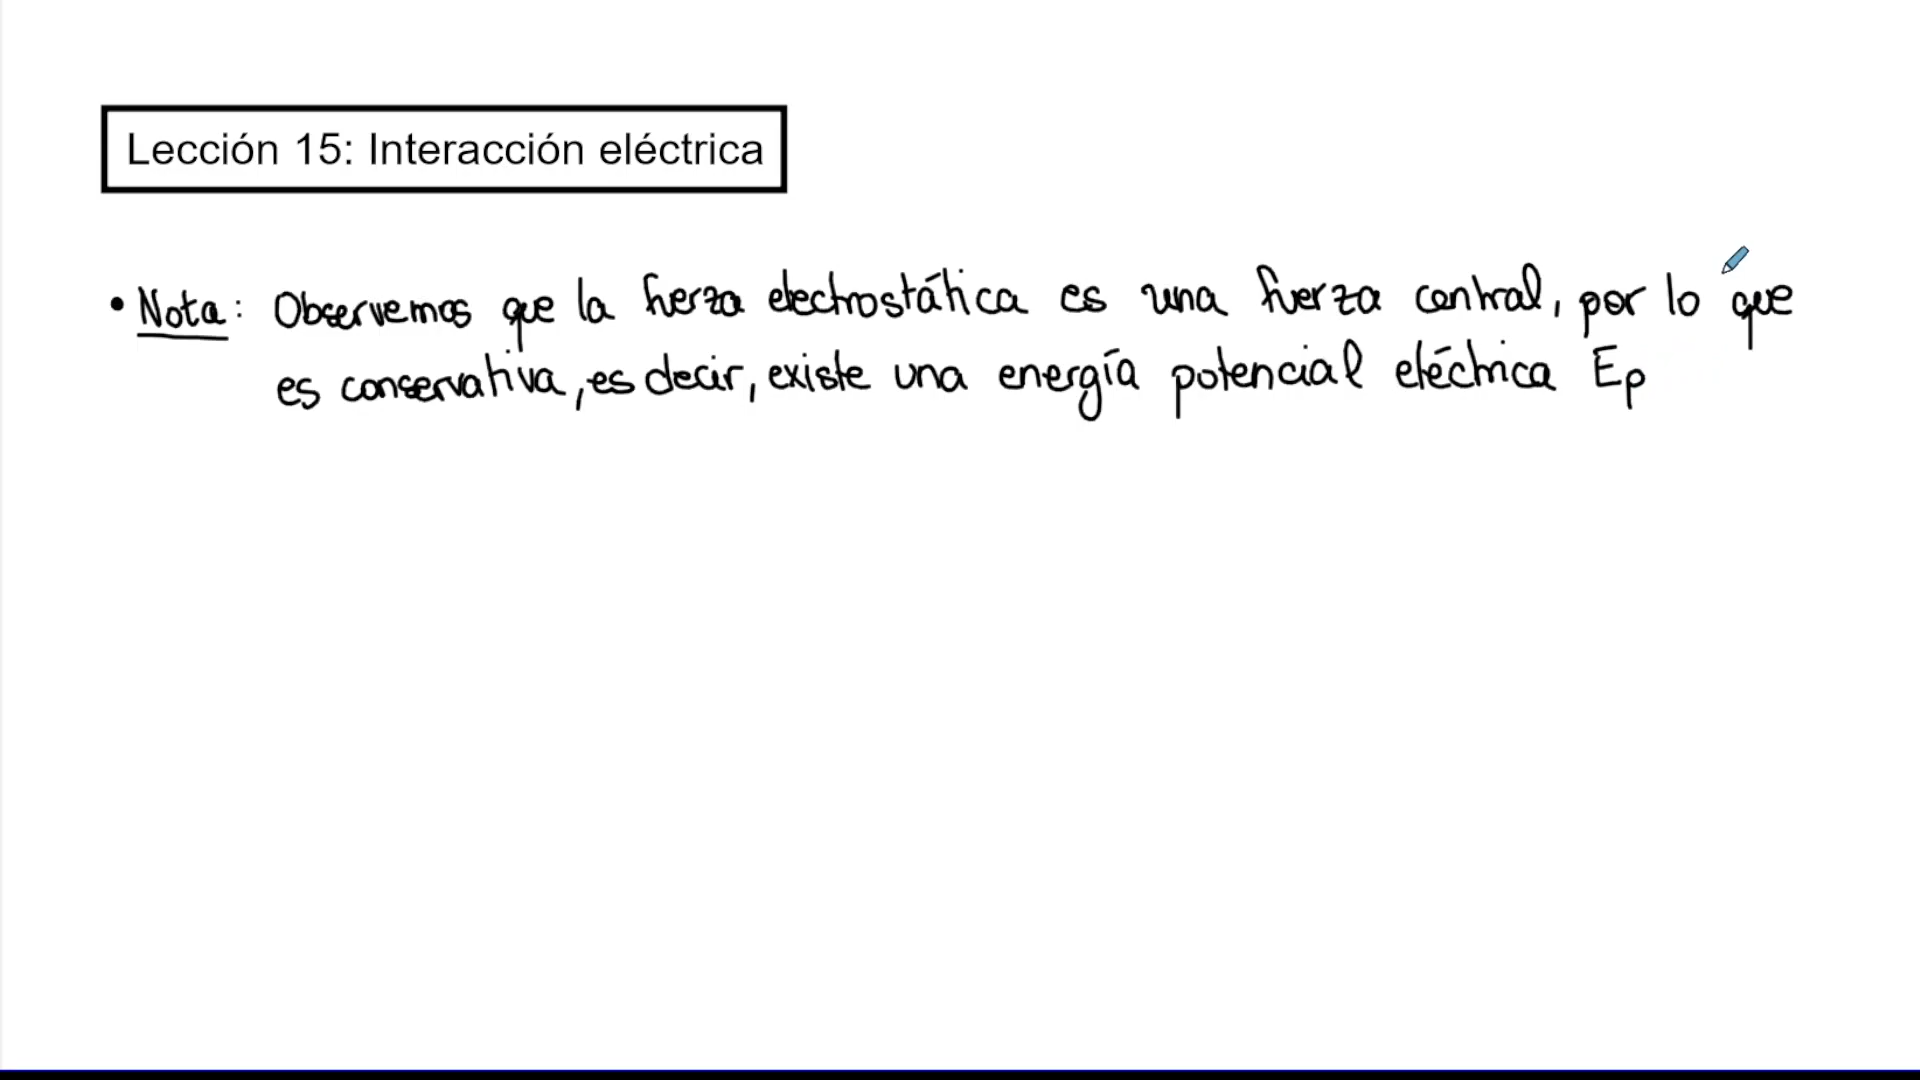 Lección 15: Interacción eléctrica
• Nota: Observemos que la fuerza electrostática es una fuerza central, por lo que
es conservativa, es decir, existe una energía potencial eléctrica Ep